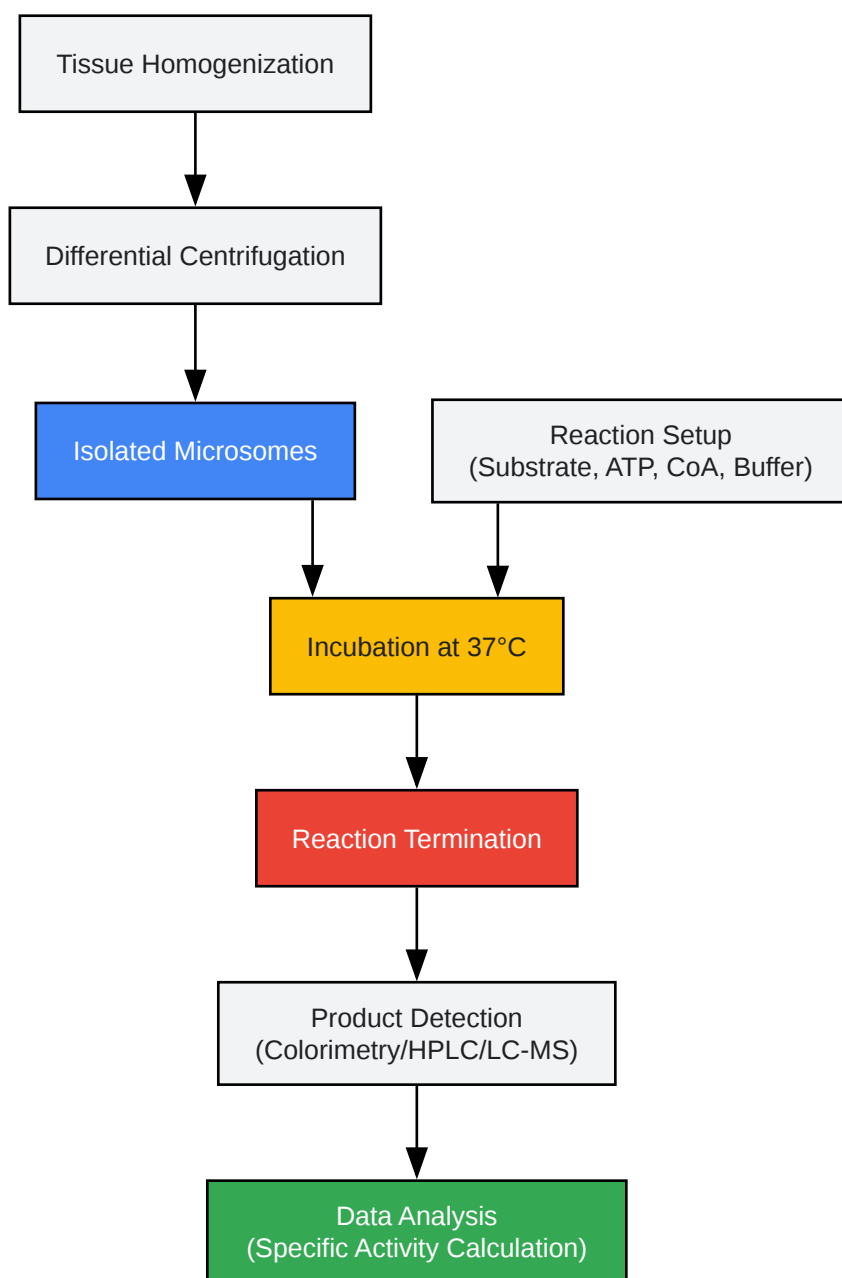 Tissue Homogenization
Differential Centrifugation
Isolated Microsomes
Reaction Setup
(Substrate, ATP, CoA, Buffer)
Incubation at 37°C
Reaction Termination
Product Detection
(Colorimetry/HPLC/LC-MS)
Data Analysis
(Specific Activity Calculation)